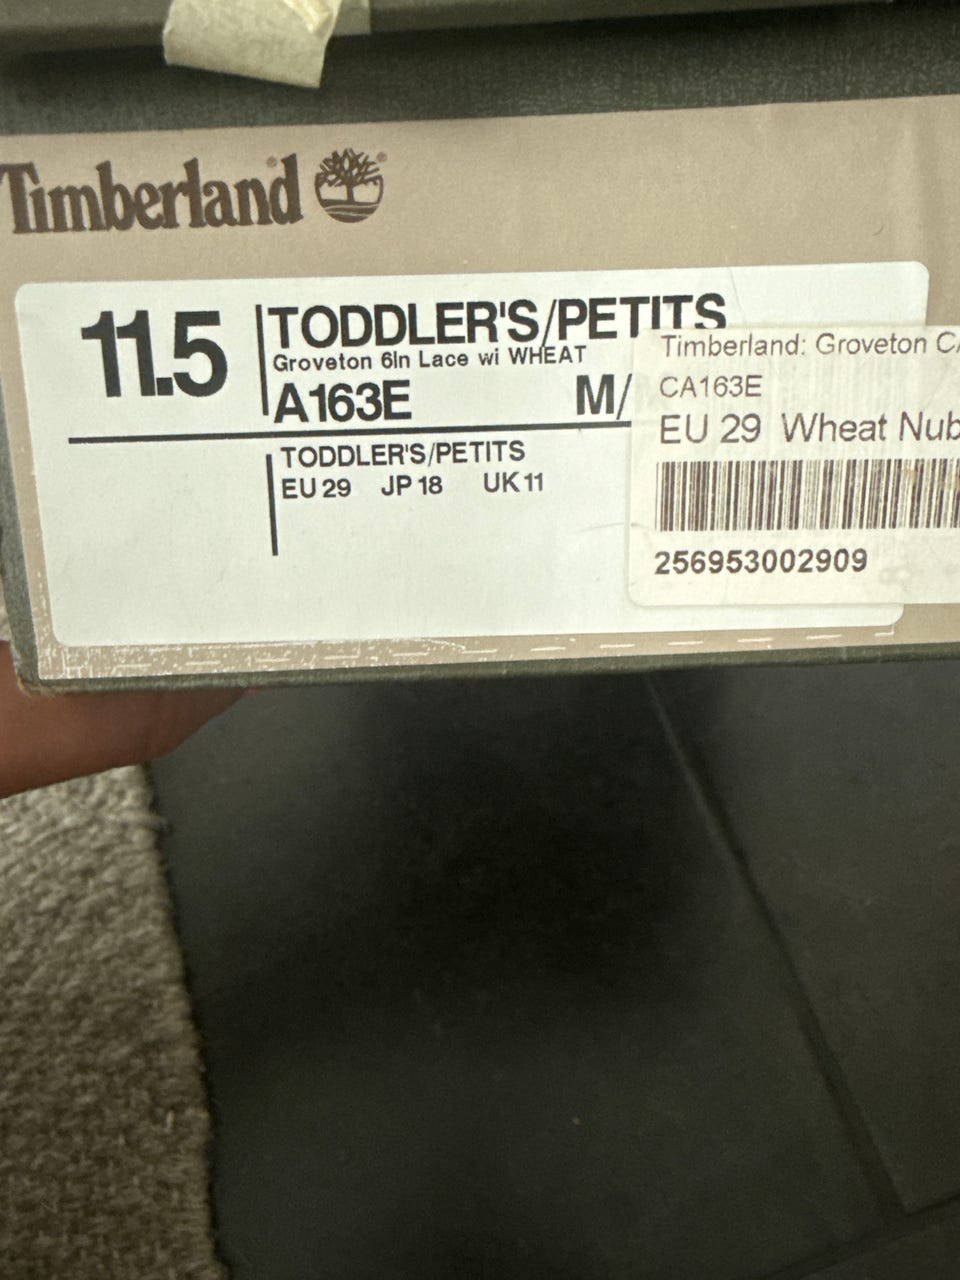 Timberland
11.5
TODDLER'S/PETITS
Groveton 6In Lace wi WHEAT
A163E M/
TODDLER'S/PETITS
EU 29 JP 18 UK 11
Timberland: Groveton
CA163E
EU 29 Wheat Nub
256953002909